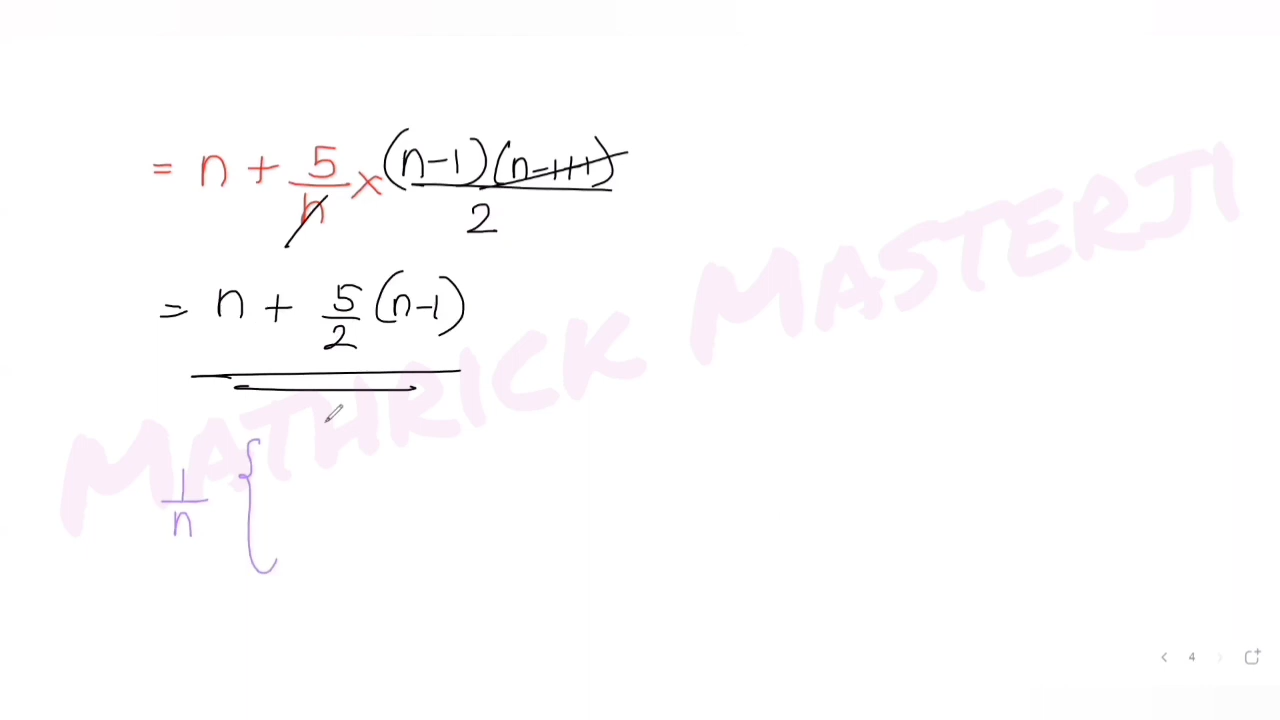 = n + 5/n × (n-1)(n-1+1)/2
= n + 5/2 (n-1)
1/n {
MATHRICK MASTERJI
< 4 >